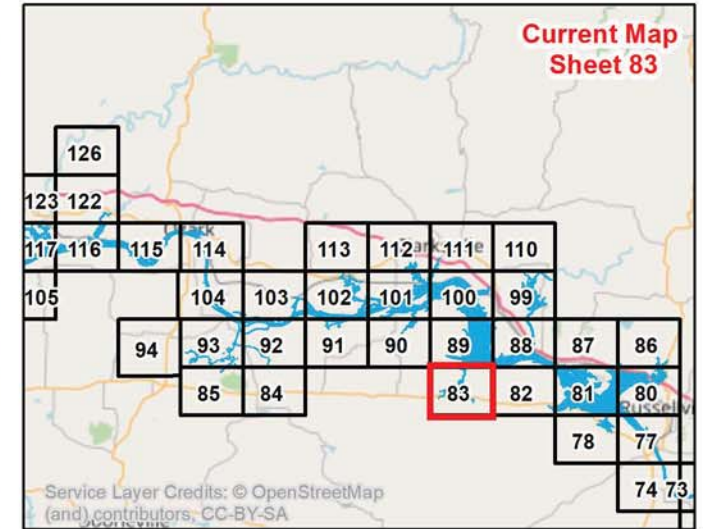 Current Map
Sheet 83
126
123 122
117 116 115 114 113 112 111 110
105 104 103 102 101 100 99
94 93 92 91 90 89 88 87 86
85 84 83 82 81 80
78 77
74 73
Service Layer Credits: © OpenStreetMap
(and) contributors, CC-BY-SA